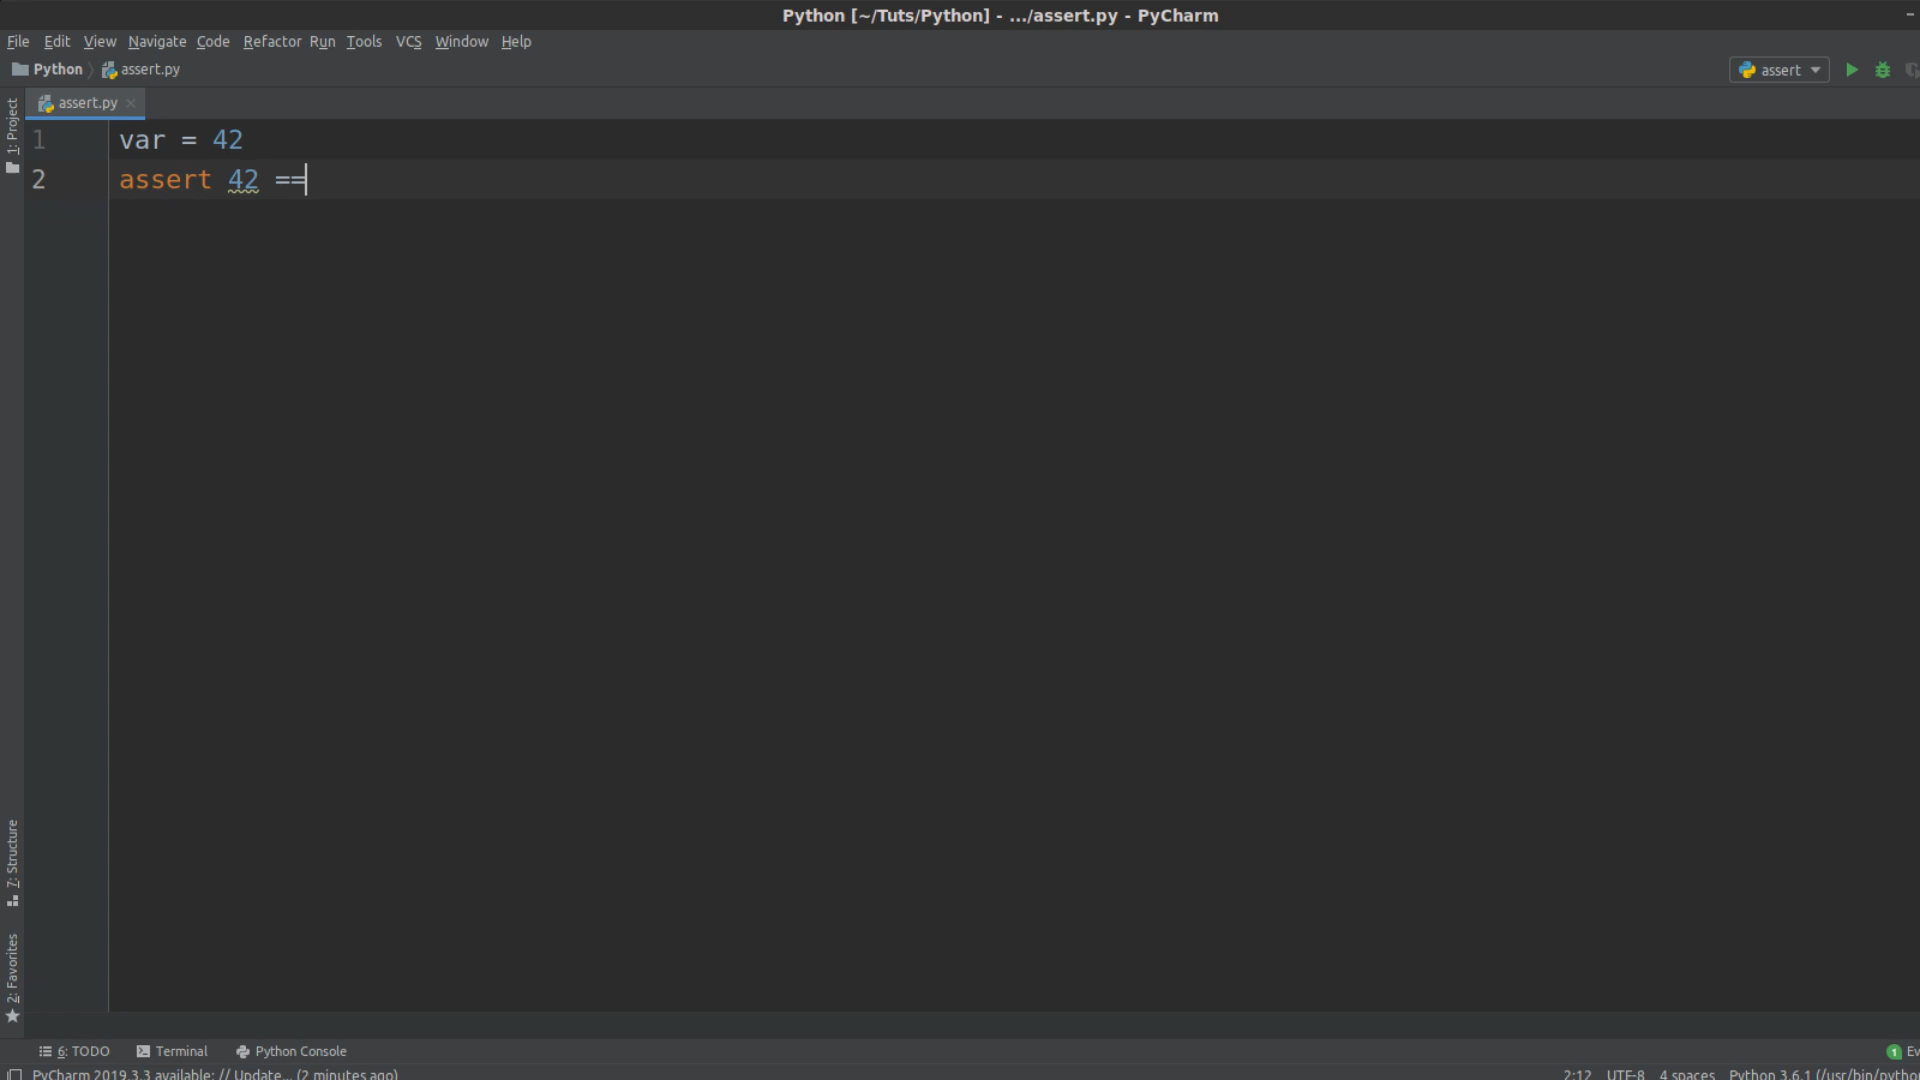 Python [~/Tuts/Python] - .../assert.py - PyCharm
File Edit View Navigate Code Refactor Run Tools VCS Window Help
Python assert.py
assert
assert.py
1: Project
1 var = 42
2 assert 42 ==
7: Structure
2: Favorites
6: TODO Terminal Python Console
1 Ev
PyCharm 2019.3.3 available: // Update... (2 minutes ago)
2:12 UTF-8 4 spaces Python 3.6.1 (/usr/bin/python